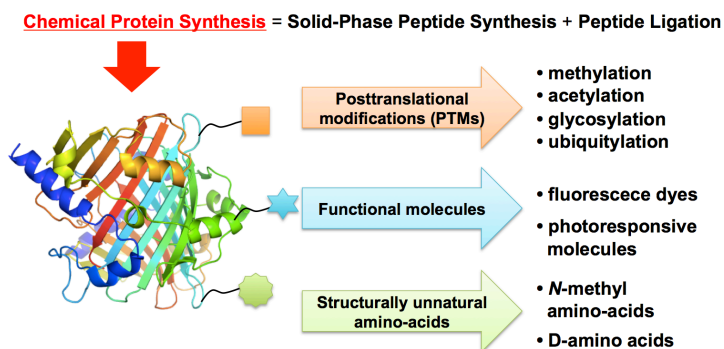 Chemical Protein Synthesis = Solid-Phase Peptide Synthesis + Peptide Ligation
Posttranslational
modifications (PTMs)
• methylation
• acetylation
• glycosylation
• ubiquitylation
Functional molecules
• fluorescece dyes
• photoresponsive
molecules
Structurally unnatural
amino-acids
• N-methyl
amino-acids
• D-amino acids